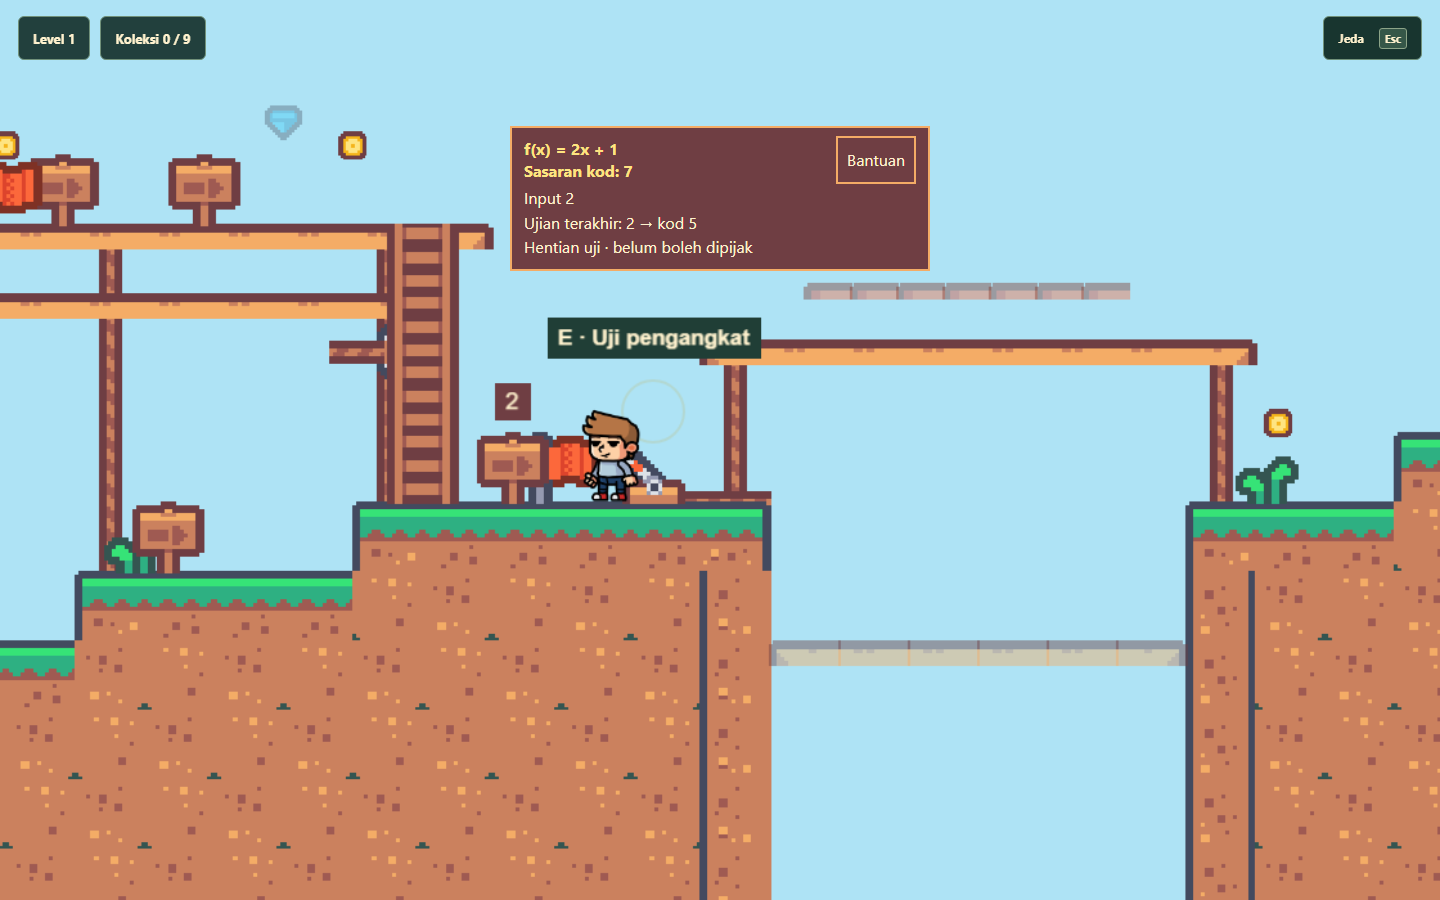 Level 1
Koleksi 0 / 9
Jeda Esc
f(x) = 2x + 1
Sasaran kod: 7
Bantuan
Input 2
Ujian terakhir: 2 → kod 5
Hentian uji · belum boleh dipijak
E · Uji pengangkat
2